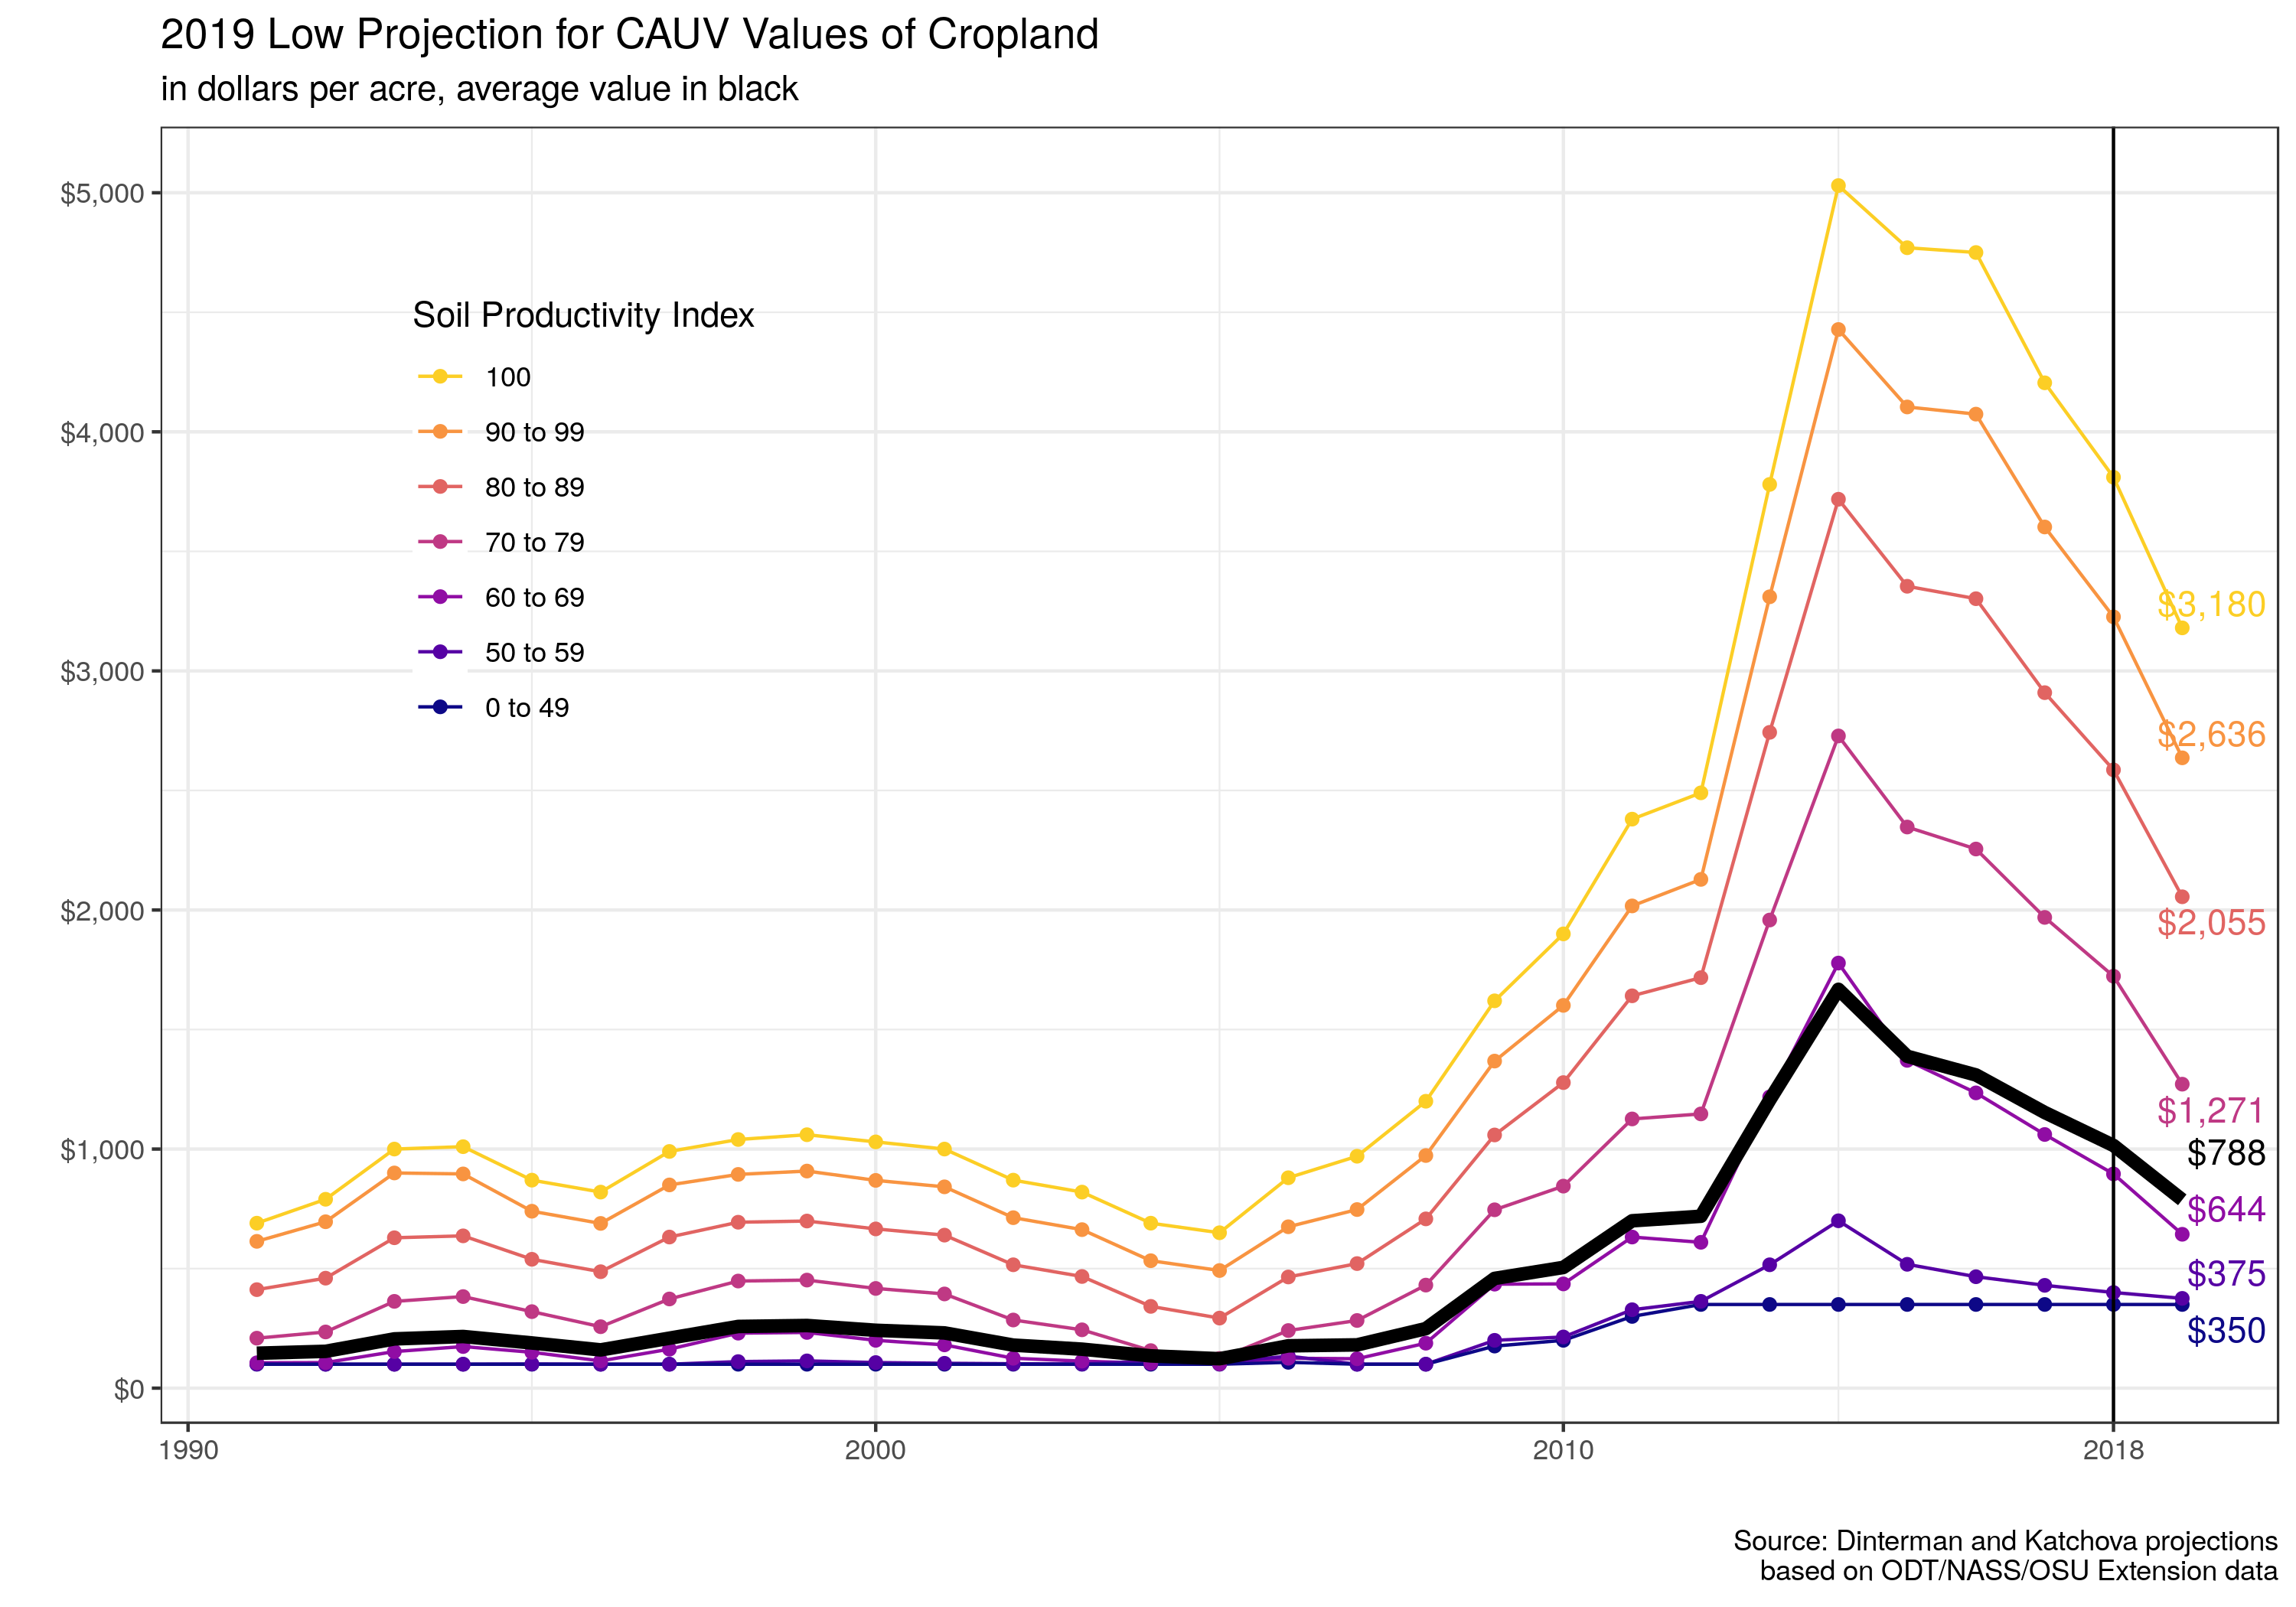 2019 Low Projection for CAUV Values of Cropland
in dollars per acre, average value in black
$5,000
$4,000
$3,000
$2,000
$1,000
$0
Soil Productivity Index
100
90 to 99
80 to 89
70 to 79
60 to 69
50 to 59
0 to 49
$3,180
$2,636
$2,055
$1,271
$788
$644
$375
$350
1990
2000
2010
2018
Source: Dinterman and Katchova projections
based on ODT/NASS/OSU Extension data